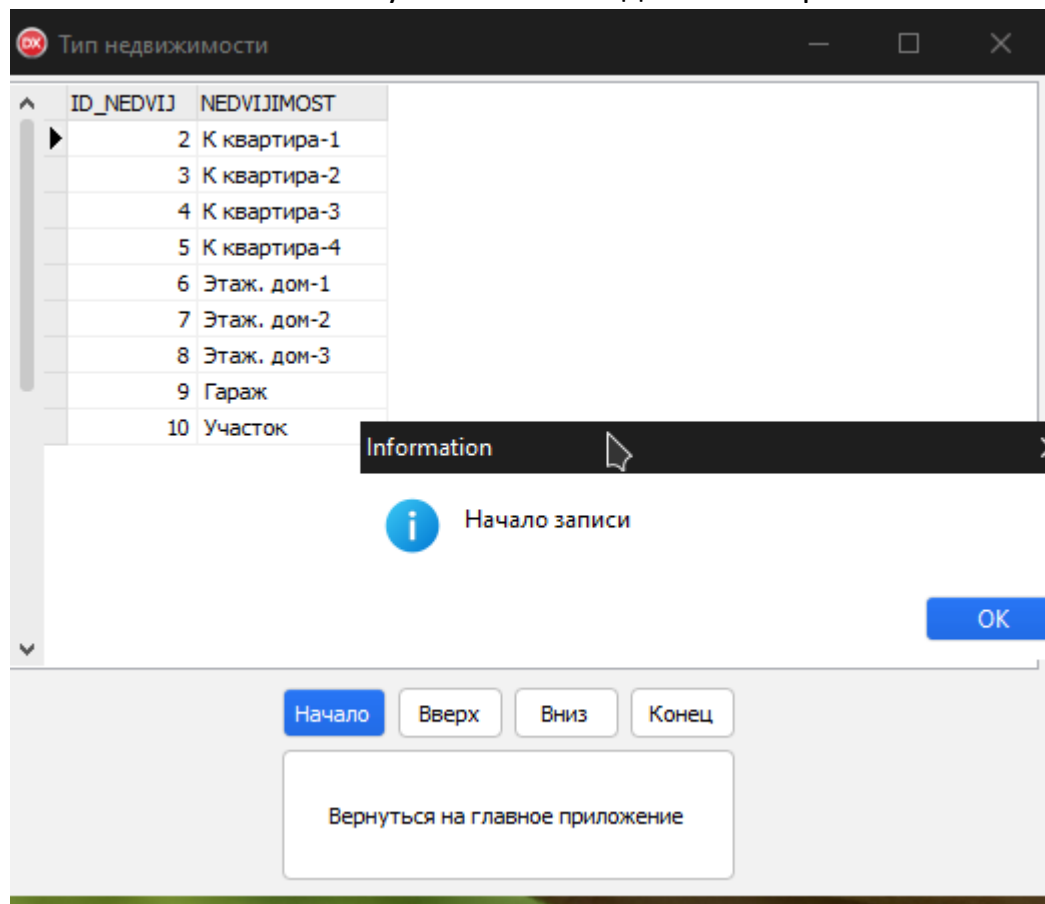 DX Тип недвижимости
ID_NEDVIJ NEDVIJIMOST
2 К квартира-1
3 К квартира-2
4 К квартира-3
5 К квартира-4
6 Этаж. дом-1
7 Этаж. дом-2
8 Этаж. дом-3
9 Гараж
10 Участок
Information
Начало записи
OK
Начало Вверх Вниз Конец
Вернуться на главное приложение